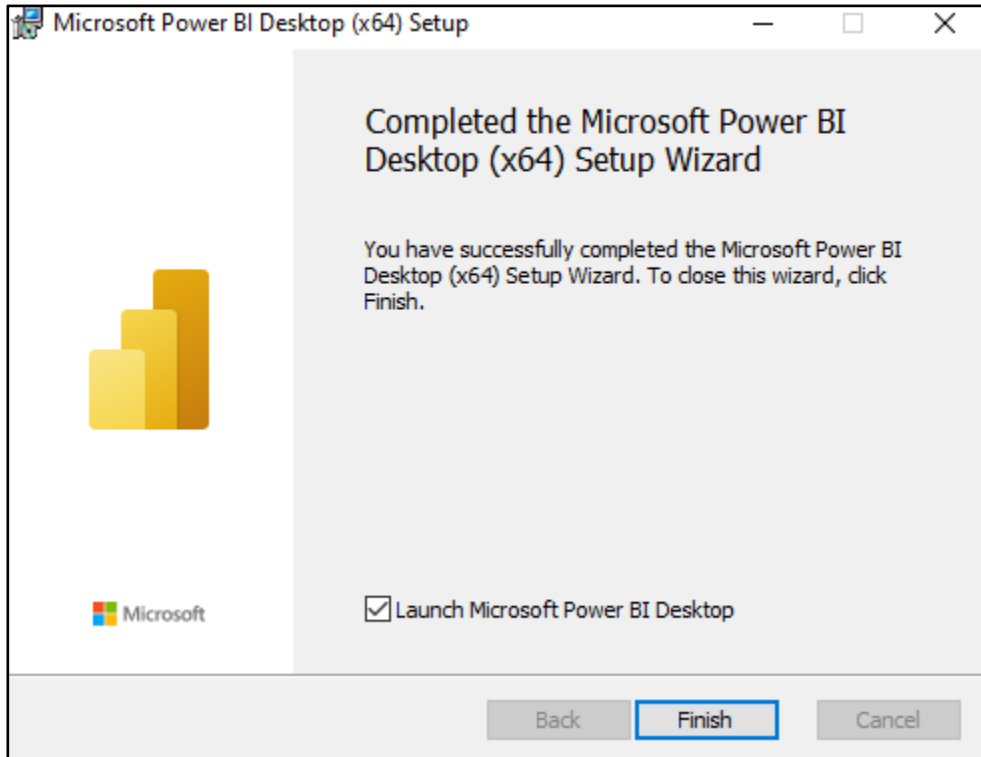 Microsoft Power BI Desktop (x64) Setup
Completed the Microsoft Power BI
Desktop (x64) Setup Wizard
You have successfully completed the Microsoft Power BI
Desktop (x64) Setup Wizard. To close this wizard, click
Finish.
Microsoft
Launch Microsoft Power BI Desktop
Back
Finish
Cancel